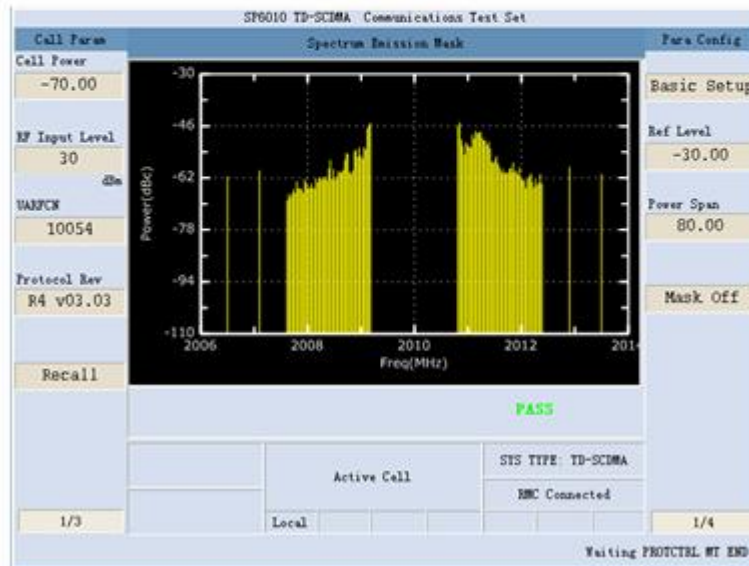 SP6010 TD-SCDMA Communications Test Set
Call Param
Spectrum Emission Mask
Para Config
Call Power
-70.00
RF Input Level
30
dBm
UARFCN
10054
Protocol Rev
R4 v03.03
Recall
1/3
Power(dBc)
-30
-46
-62
-78
-94
-110
2006
2008
2010
2012
2014
Freq(MHz)
Basic Setup
Ref Level
-30.00
Power Span
80.00
Mask Off
PASS
Active Call
SYS TYPE: TD-SCDMA
RMC Connected
Local
1/4
Waiting PROTCTRL MT END